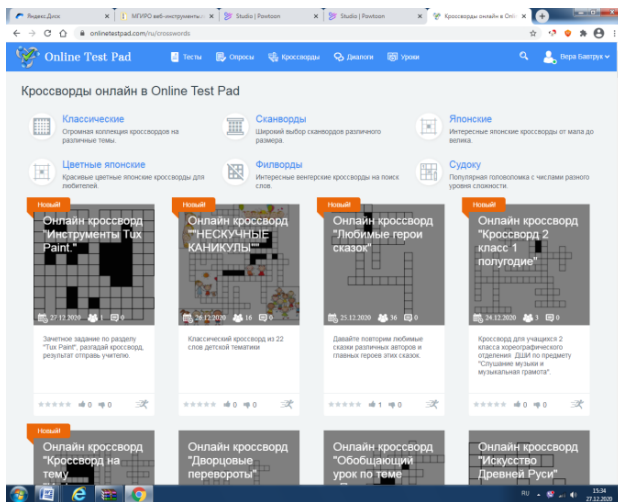 Яндекс.Диск
МГИРО веб-инструменты
Studio | Powtoon
Studio | Powtoon
Кроссворды онлайн в Onli
onlinetestpad.com/ru/crosswords
Online Test Pad
Тесты
Опросы
Кроссворды
Диалоги
Уроки
Вера Бавтрук
Кроссворды онлайн в Online Test Pad
Классические
Огромная коллекция кроссвордов на
различные темы.
Сканворды
Широкий выбор сканвордов различного
размера.
Японские
Интересные японские кроссворды от мала до
велика.
Цветные японские
Красивые цветные японские кроссворды для
любителей.
Филворды
Интересные венгерские кроссворды на поиск
слов.
Судоку
Популярная головоломка с числами разного
уровня сложности.
Новый!
Онлайн кроссворд
"Инструменты Tux
Paint."
27.12.2020 1 0
Зачетное задание по разделу
"Tux Paint", разгадай кроссворд,
результат отправь учителю.
0 0
Новый!
Онлайн кроссворд
""НЕСКУЧНЫЕ
КАНИКУЛЫ""
26.12.2020 16 0
Классический кроссворд из 22
слов детской тематики
0 0
Новый!
Онлайн кроссворд
"Любимые герои
сказок"
25.12.2020 36 0
Давайте повторим любимые
сказки различных авторов и
главных героев этих сказок.
1 0
Новый!
Онлайн кроссворд
"Кроссворд 2
класс 1
полугодие"
24.12.2020 3 0
Кроссворд для учащихся 2
класса хореографического
отделения ДШИ по предмету
"Слушание музыки и
музыкальная грамота".
0 0
Новый!
Онлайн кроссворд
"Кроссворд на
тему
Онлайн кроссворд
"Дворцовые
перевороты"
Онлайн кроссворд
"Обобщающий
урок по теме
Онлайн кроссворд
"Искусство
Древней Руси"
RU
15:34
27.12.2020